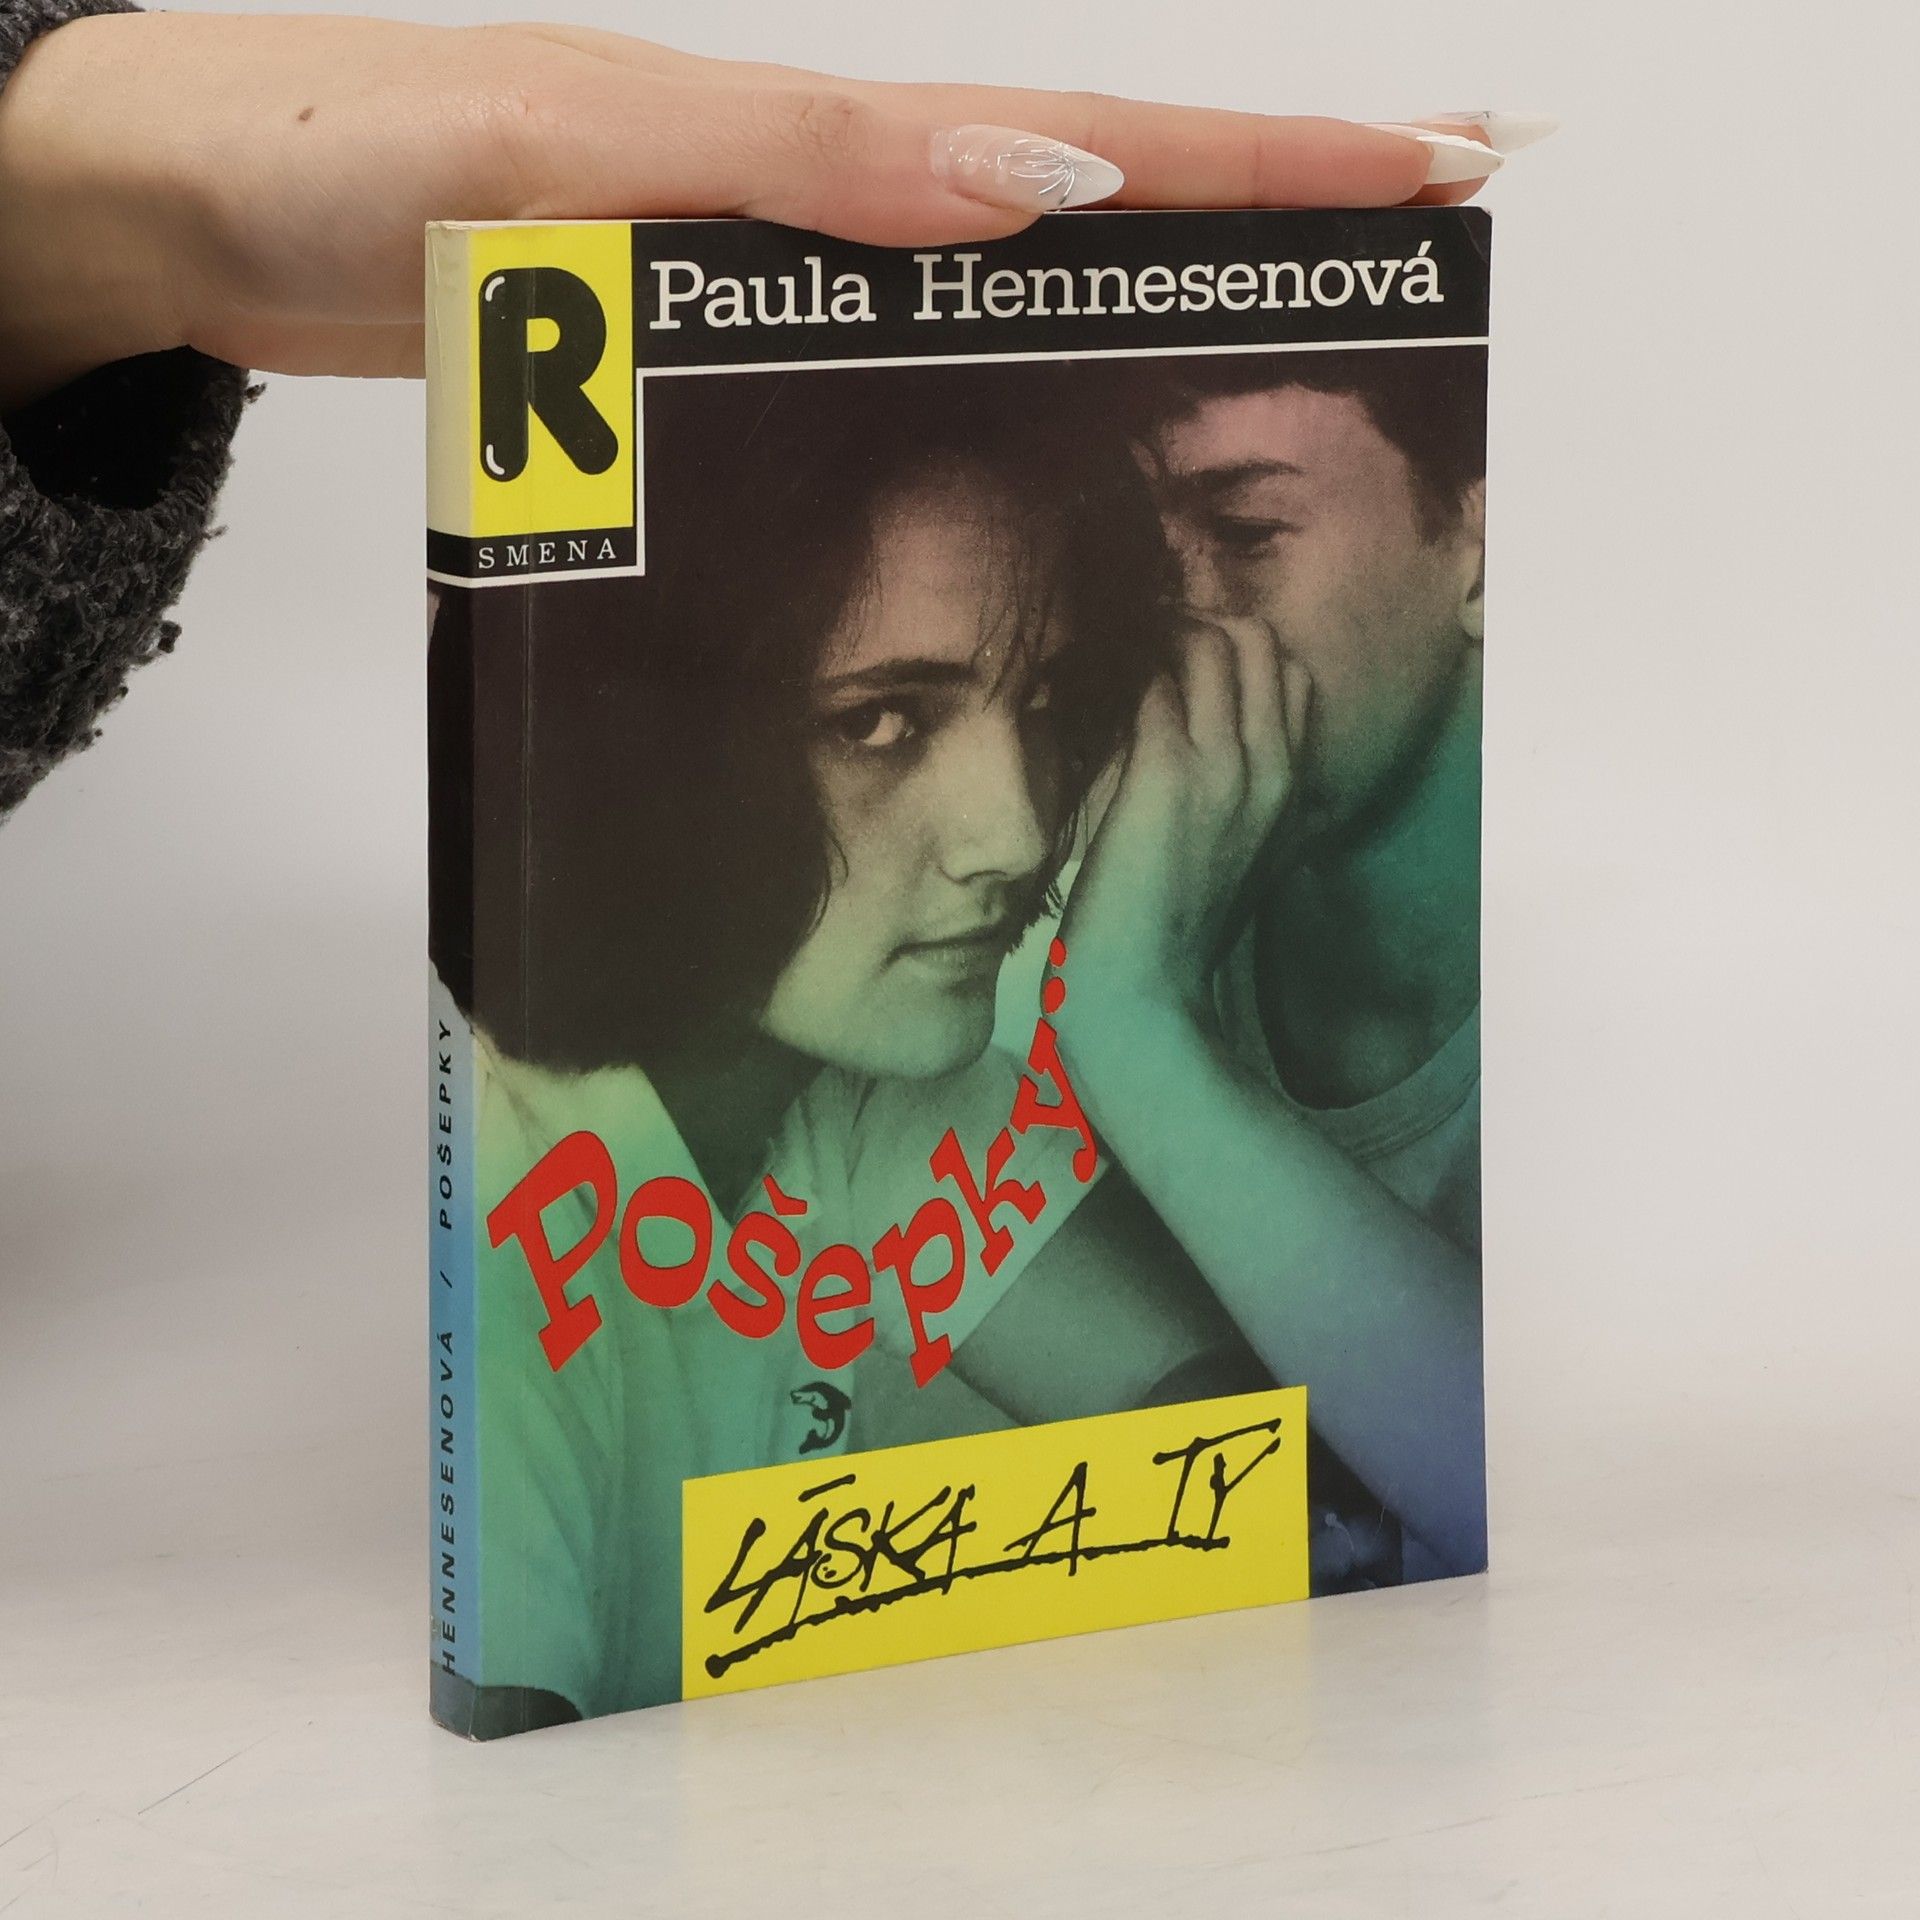 R
SMENA
Paula Hennesenová
Pošepky
LÁSKA A TY
HENNESENOVÁ / POŠEPKY